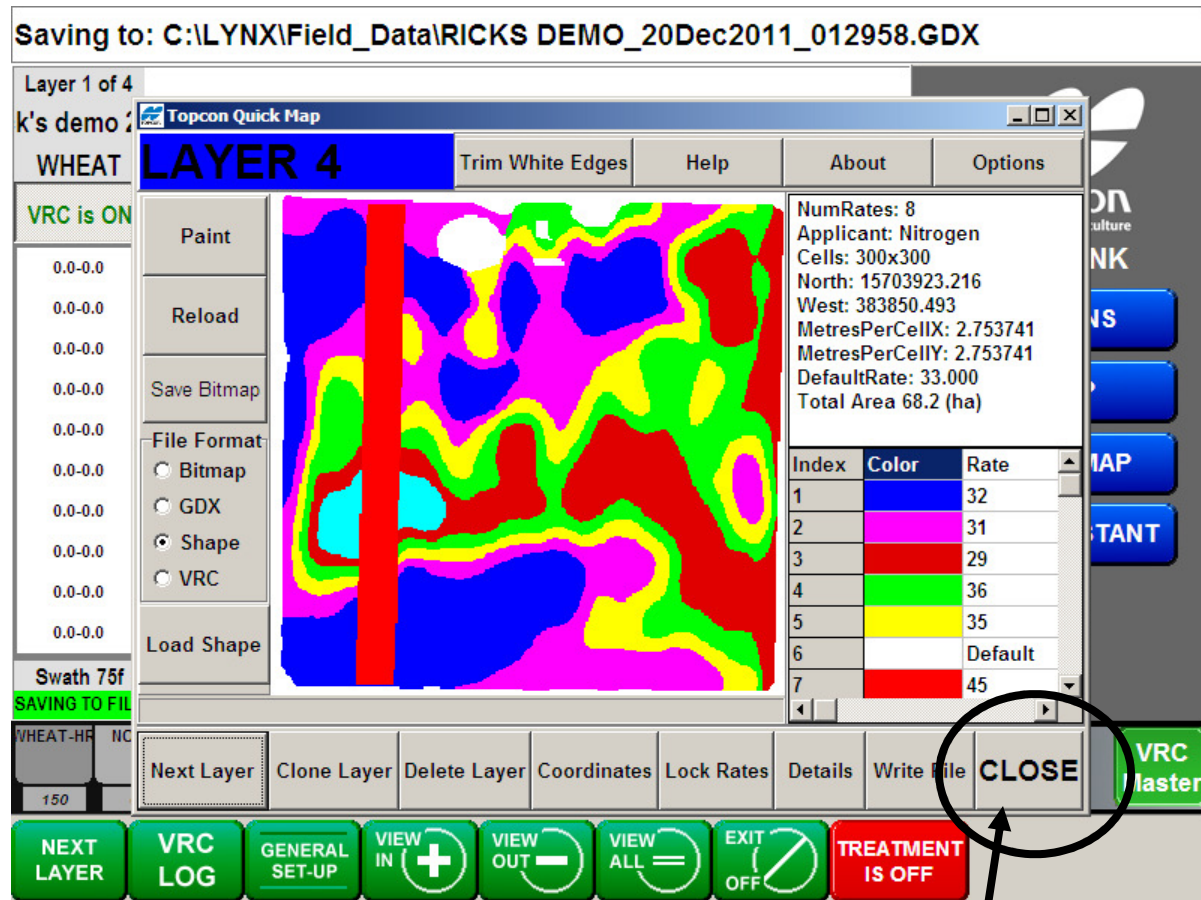 Saving to: C:\LYNX\Field_Data\RICKS DEMO_20Dec2011_012958.GDX
Layer 1 of 4
k's demo
WHEAT
VRC is ON
0.0-0.0
0.0-0.0
0.0-0.0
0.0-0.0
0.0-0.0
0.0-0.0
0.0-0.0
0.0-0.0
0.0-0.0
0.0-0.0
Swath 75f
SAVING TO FIL
Topcon Quick Map
LAYER 4
Trim White Edges
Help
About
Options
Paint
Reload
Save Bitmap
File Format
Bitmap
GDX
Shape
VRC
Load Shape
NumRates: 8
Applicant: Nitrogen
Cells: 300x300
North: 15703923.216
West: 383850.493
MetresPerCellX: 2.753741
MetresPerCellY: 2.753741
DefaultRate: 33.000
Total Area 68.2 (ha)
Index Color Rate
1 32
2 31
3 29
4 36
5 35
6 Default
7 45
Next Layer
Clone Layer
Delete Layer
Coordinates
Lock Rates
Details
Write File
CLOSE
on
culture
NK
NS
MAP
STANT
WHEAT-HR
NO
150
VRC
Master
NEXT
LAYER
VRC
LOG
GENERAL
SET-UP
VIEW
IN
VIEW
OUT
VIEW
ALL
EXIT
OFF
TREATMENT
IS OFF